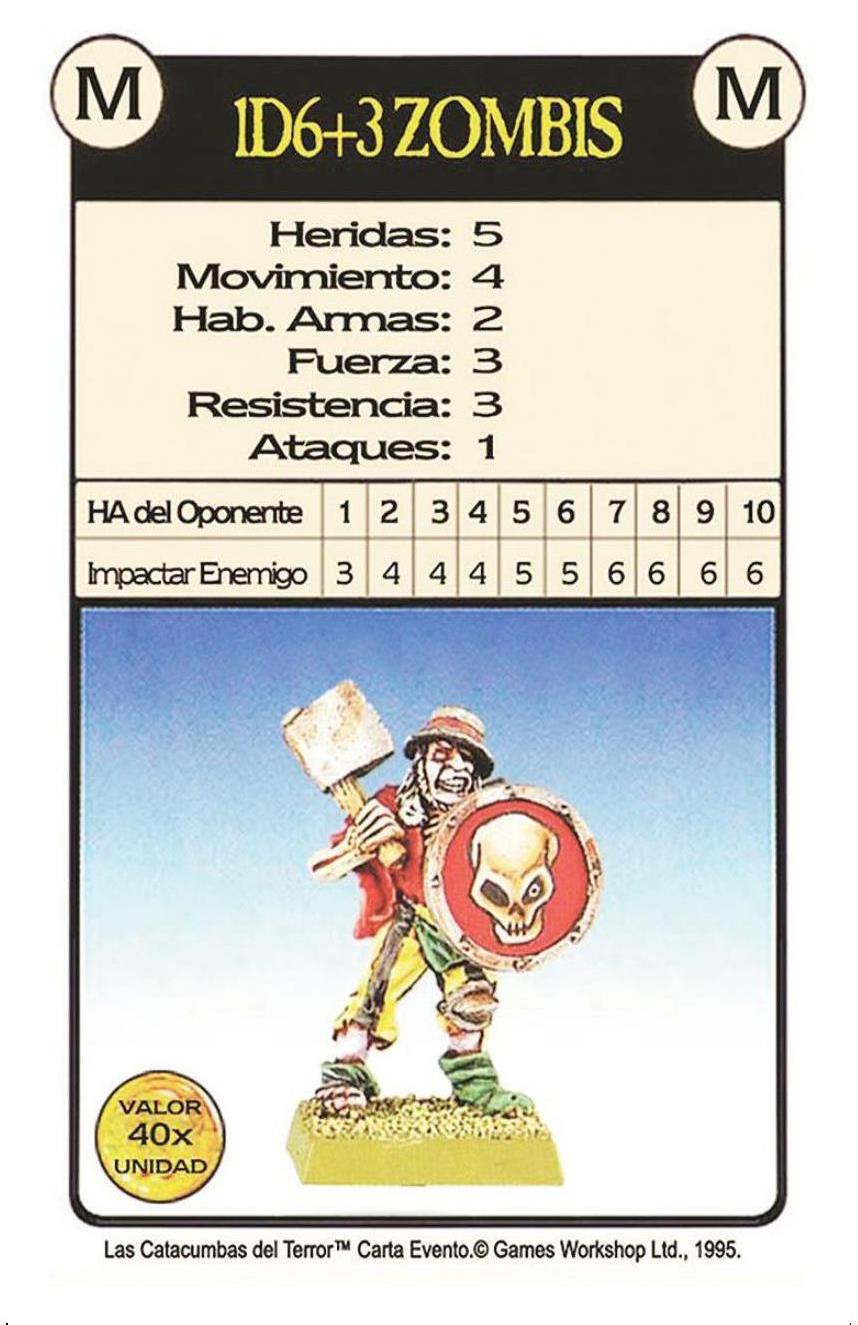 M M
1D6+3 ZOMBIS
Heridas: 5
Movimiento: 4
Hab. Armas: 2
Fuerza: 3
Resistencia: 3
Ataques: 1
HA del Oponente 1 2 3 4 5 6 7 8 9 10
Impactar Enemigo 3 4 4 4 5 5 6 6 6 6
VALOR
40x
UNIDAD
Las Catacumbas del Terror™ Carta Evento.© Games Workshop Ltd., 1995.